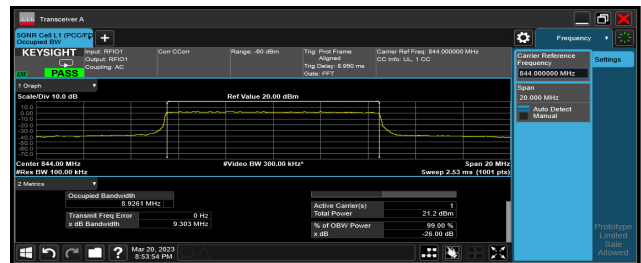 Transceiver A
5GNR Cell L1 (PCC/FD
Occupied BW
Frequency
KEYSIGHT
LXI
PASS
Input: RFIO1
Output: RFIO1
Coupling: AC
Corr CCorr
Range: -60 dBm
Trig: Prot Frame
Aligned
Trig Delay: 8.950 ms
Gate: FFT
Carrier Ref Freq: 844.000000 MHz
CC Info: UL, 1 CC
Carrier Reference
Frequency
844.000000 MHz
Span
20.000 MHz
Auto Detect
Manual
Settings
1 Graph
Scale/Div 10.0 dB
Ref Value 20.00 dBm
10.0
0.00
-10.0
-20.0
-30.0
-40.0
-50.0
-60.0
-70.0
Center 844.00 MHz
#Video BW 300.00 kHz*
Span 20 MHz
#Res BW 100.00 kHz
Sweep 2.53 ms (1001 pts)
2 Metrics
Occupied Bandwidth
8.9261 MHz
Transmit Freq Error 0 Hz
x dB Bandwidth 9.303 MHz
Active Carrier(s) 1
Total Power 21.2 dBm
% of OBW Power 99.00 %
x dB -26.00 dB
Mar 20, 2023
8:53:54 PM
Prototype
Limited
Sale
Allowed